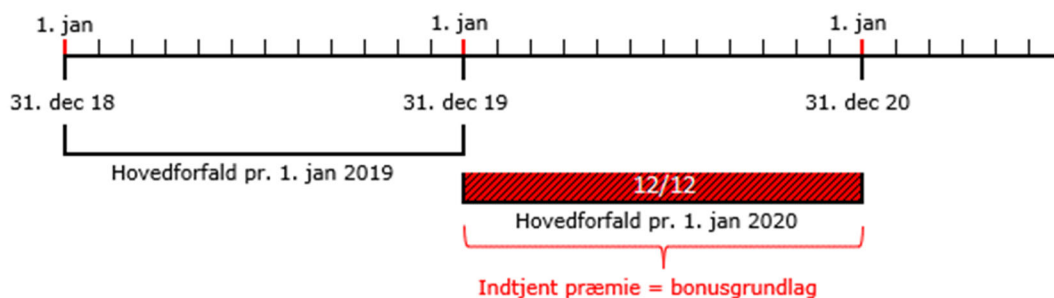 1. jan 1. jan 1. jan
31. dec 18 31. dec 19 31. dec 20
Hovedforfald pr. 1. jan 2019
12/12
Hovedforfald pr. 1. jan 2020
Indtjent præmie = bonusgrundlag